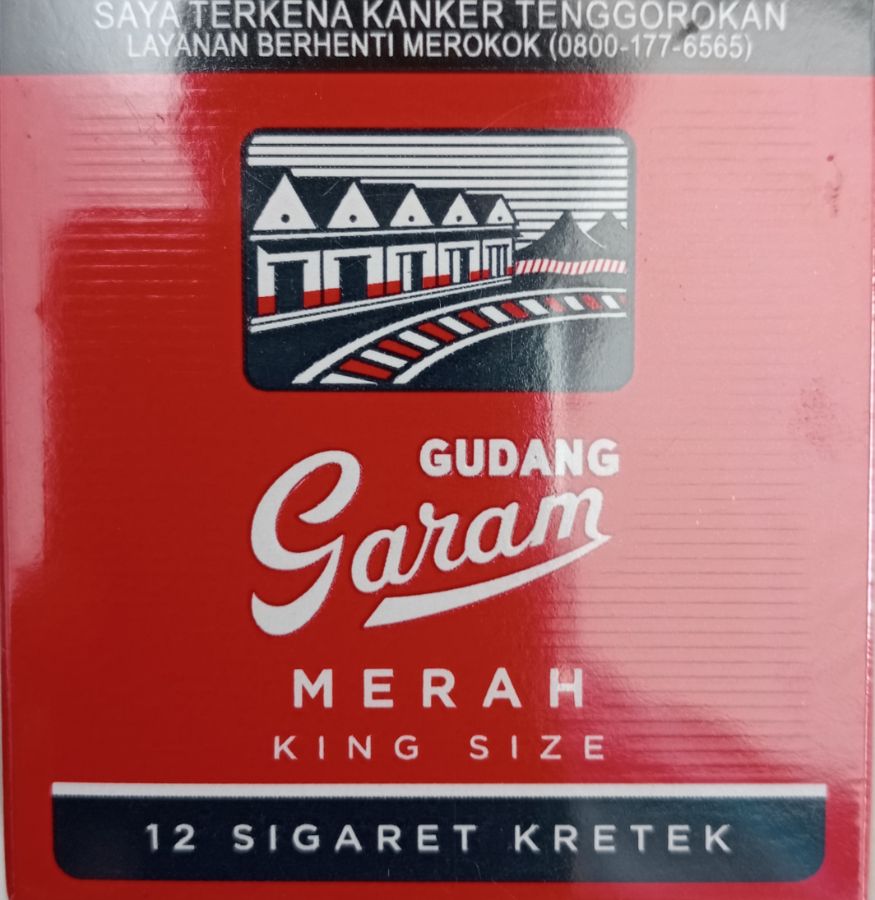 SAYA TERKENA KANKER TENGGOROKAN
LAYANAN BERHENTI MEROKOK (0800-177-6565)
GUDANG
Garam
MERAH
KING SIZE
12 SIGARET KRETEK